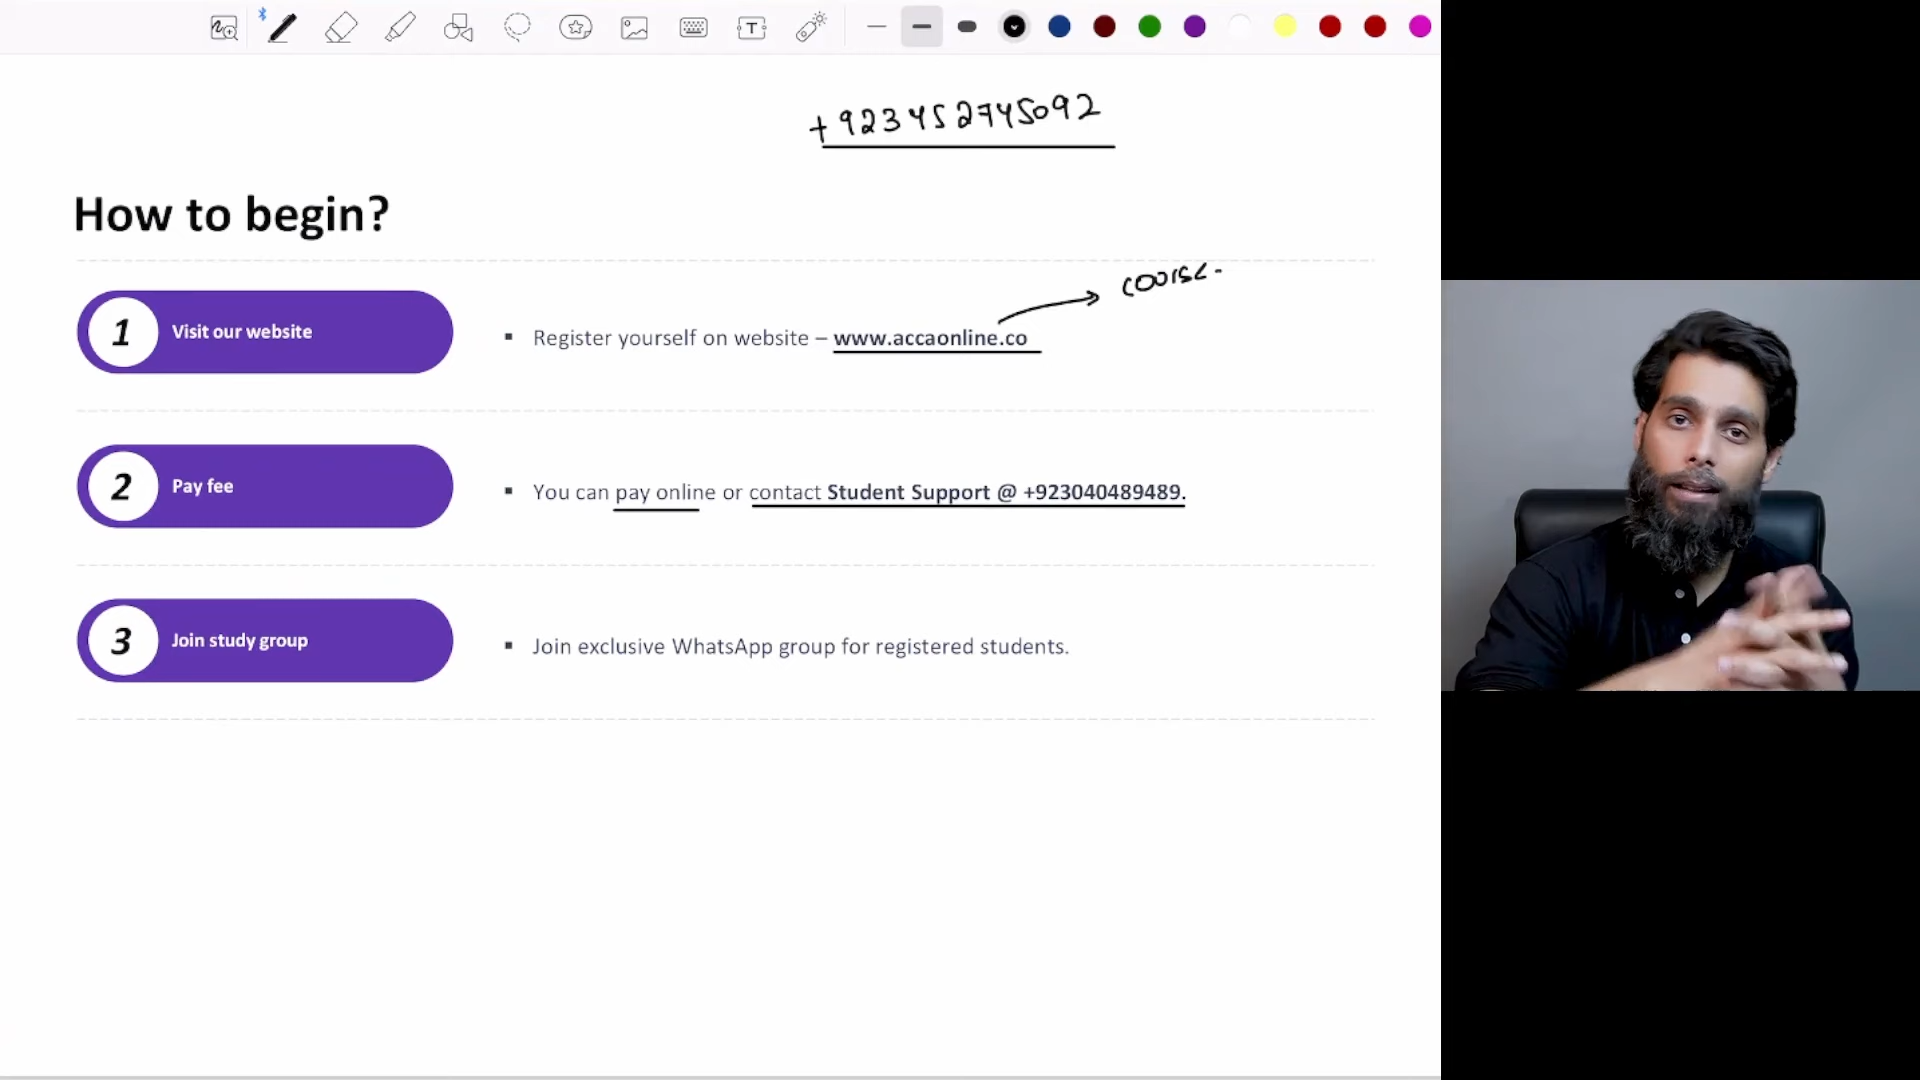 +923452745092
How to begin?
course.
1 Visit our website
▪ Register yourself on website – www.accaonline.co
2 Pay fee
▪ You can pay online or contact Student Support @ +923040489489.
3 Join study group
▪ Join exclusive WhatsApp group for registered students.